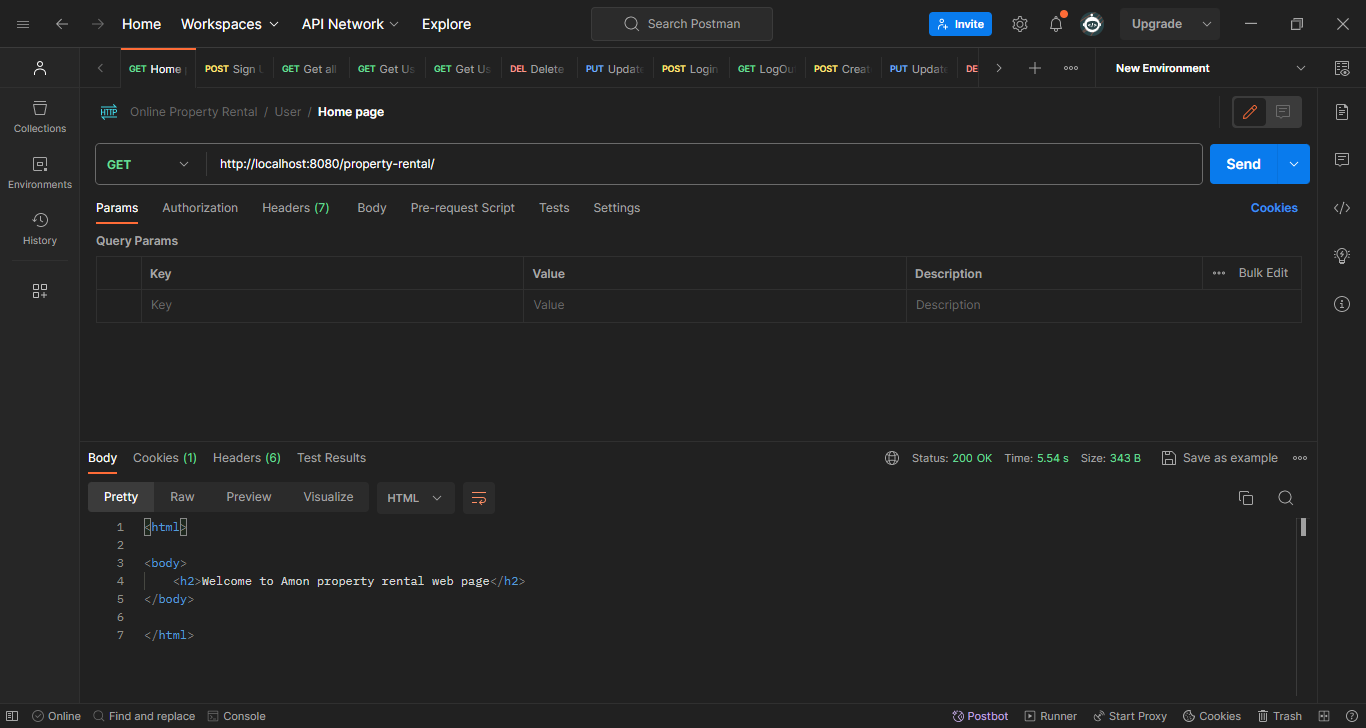 Home Workspaces API Network Explore Search Postman Invite Upgrade
GET Home p POST Sign U GET Get all GET Get Us GET Get Us DEL Delete PUT Update POST Login GET LogOut POST Create PUT Update DE New Environment
Collections
Environments
History
HTTP Online Property Rental / User / Home page
GET http://localhost:8080/property-rental/ Send
Params Authorization Headers (7) Body Pre-request Script Tests Settings Cookies
Query Params
Key Value Description Bulk Edit
Key Value Description
Body Cookies (1) Headers (6) Test Results Status: 200 OK Time: 5.54 s Size: 343 B Save as example
Pretty Raw Preview Visualize HTML
1 <html>
2
3 <body>
4 <h2>Welcome to Amon property rental web page</h2>
5 </body>
6
7 </html>
Online Find and replace Console Postbot Runner Start Proxy Cookies Trash